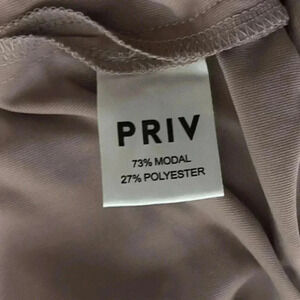 PRIV
73% MODAL
27% POLYESTER